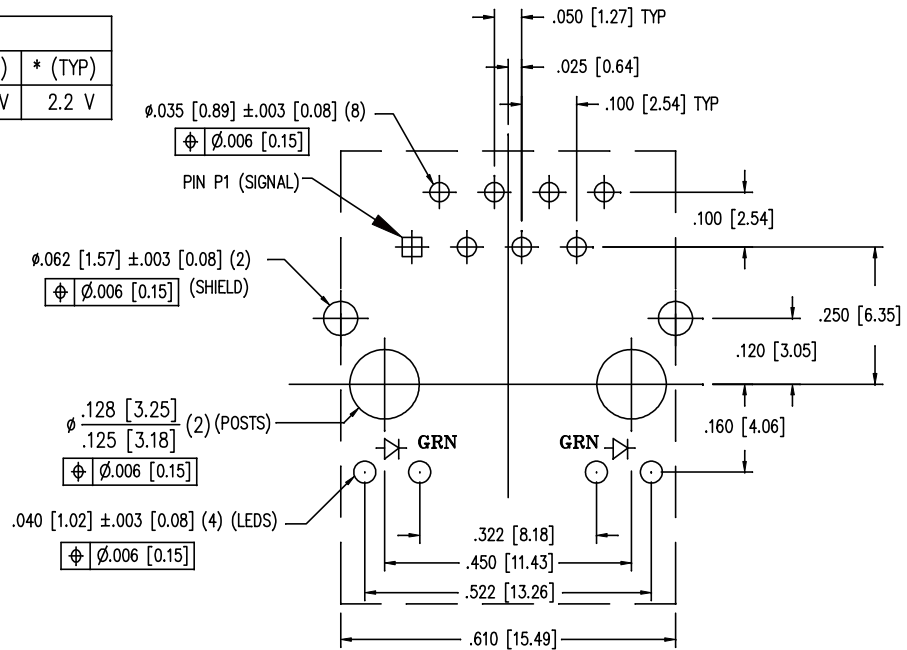 ) * (TYP)
V 2.2 V
.050 [1.27] TYP
.025 [0.64]
.100 [2.54] TYP
ø.035 [0.89] ±.003 [0.08] (8)
⌖ Ø.006 [0.15]
PIN P1 (SIGNAL)
.100 [2.54]
ø.062 [1.57] ±.003 [0.08] (2)
⌖ Ø.006 [0.15] (SHIELD)
.250 [6.35]
.120 [3.05]
ø .128 [3.25]
.125 [3.18] (2) (POSTS)
⌖ Ø.006 [0.15]
.160 [4.06]
GRN GRN
.040 [1.02] ±.003 [0.08] (4) (LEDS)
⌖ Ø.006 [0.15]
.322 [8.18]
.450 [11.43]
.522 [13.26]
.610 [15.49]